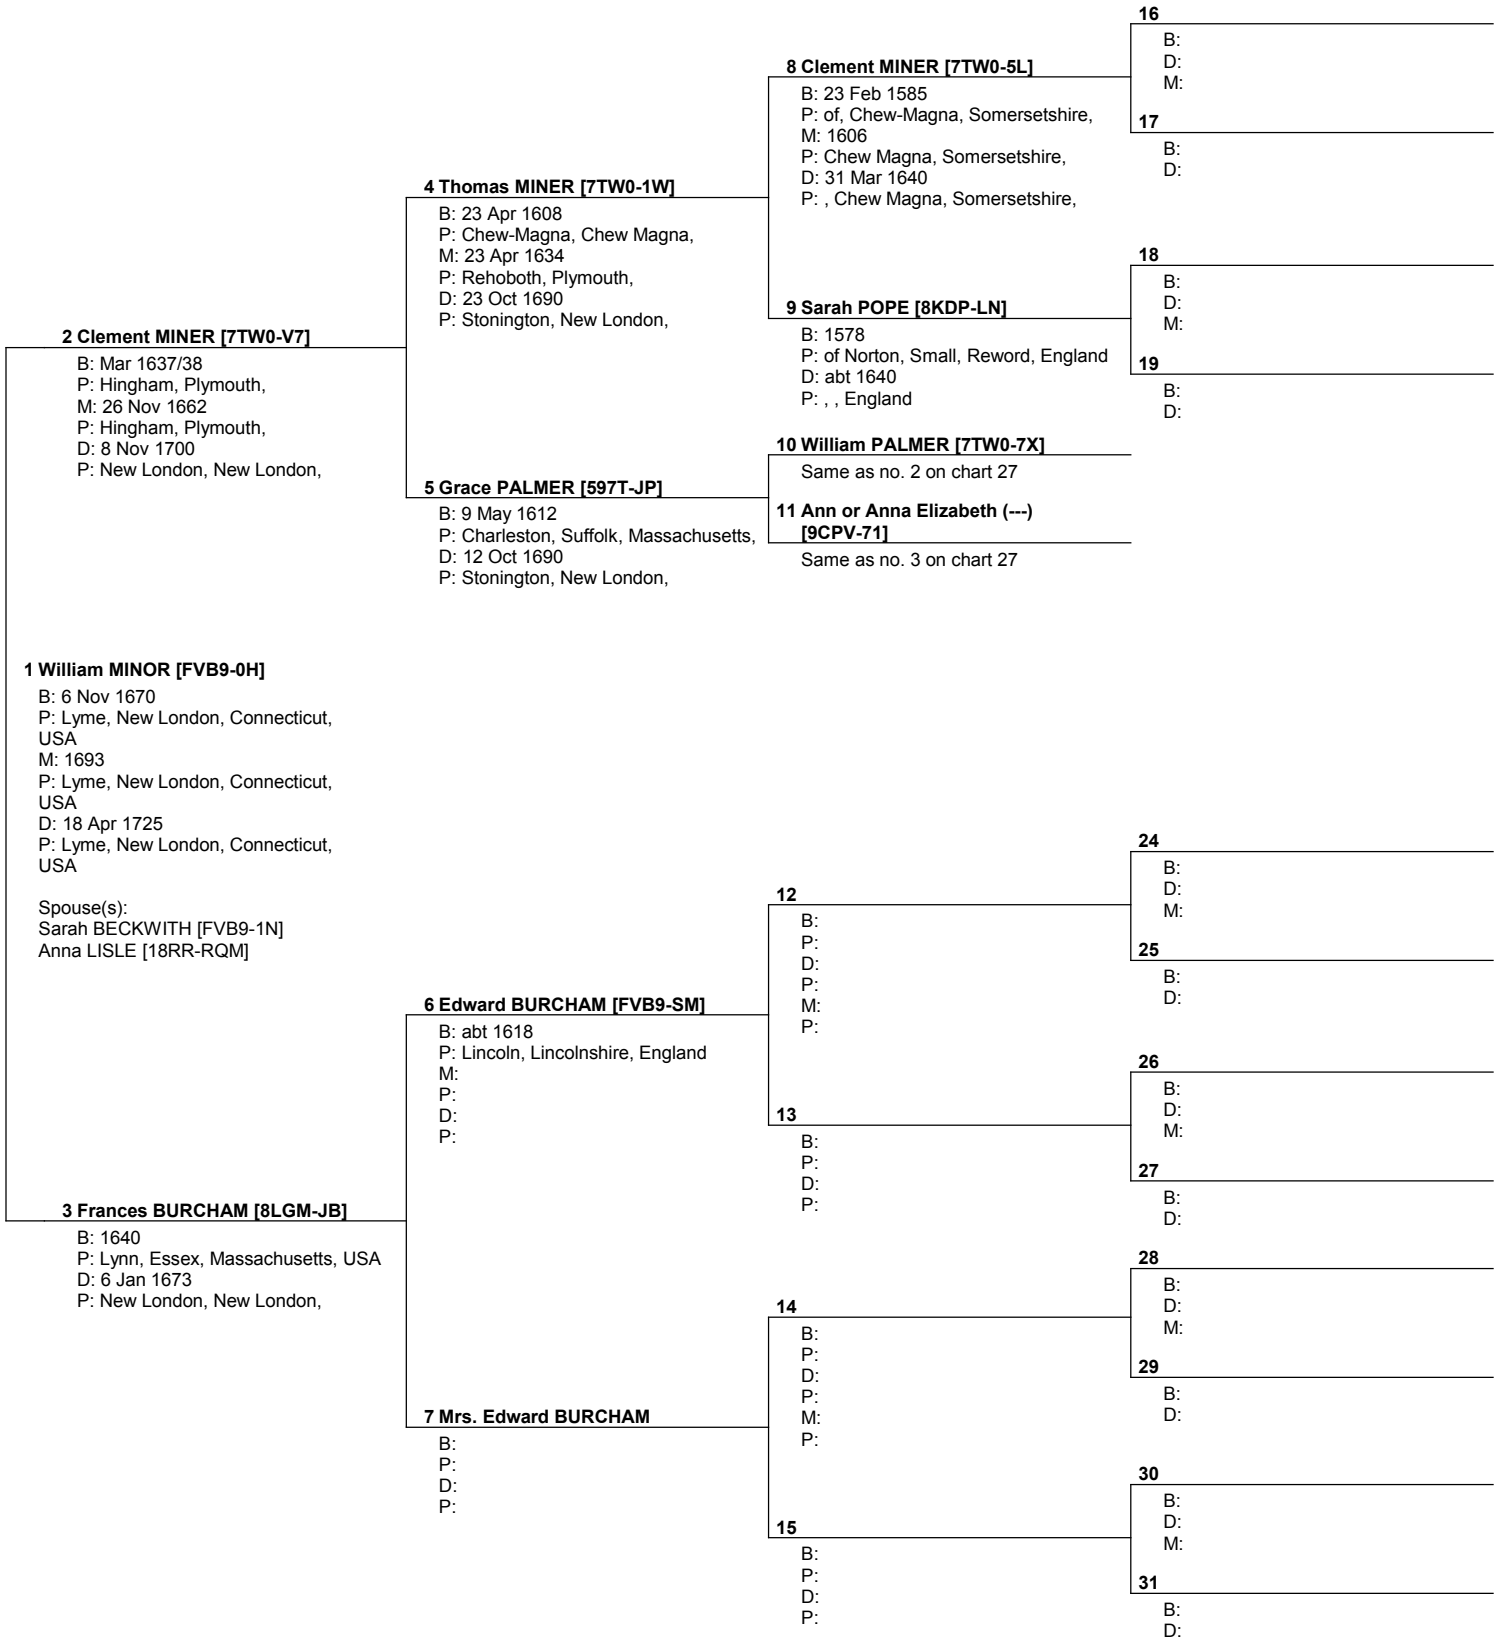 16
B:
D:
M:
8 Clement MINER [7TW0-5L]
B: 23 Feb 1585
P: of, Chew-Magna, Somersetshire,
M: 1606
P: Chew Magna, Somersetshire,
D: 31 Mar 1640
P: , Chew Magna, Somersetshire,
17
B:
D:
4 Thomas MINER [7TW0-1W]
B: 23 Apr 1608
P: Chew-Magna, Chew Magna,
M: 23 Apr 1634
P: Rehoboth, Plymouth,
D: 23 Oct 1690
P: Stonington, New London,
18
B:
D:
M:
9 Sarah POPE [8KDP-LN]
B: 1578
P: of Norton, Small, Reword, England
D: abt 1640
P: , , England
19
B:
D:
2 Clement MINER [7TW0-V7]
B: Mar 1637/38
P: Hingham, Plymouth,
M: 26 Nov 1662
P: Hingham, Plymouth,
D: 8 Nov 1700
P: New London, New London,
10 William PALMER [7TW0-7X]
Same as no. 2 on chart 27
5 Grace PALMER [597T-JP]
B: 9 May 1612
P: Charleston, Suffolk, Massachusetts,
D: 12 Oct 1690
P: Stonington, New London,
11 Ann or Anna Elizabeth (---)
[9CPV-71]
Same as no. 3 on chart 27
1 William MINOR [FVB9-0H]
B: 6 Nov 1670
P: Lyme, New London, Connecticut,
USA
M: 1693
P: Lyme, New London, Connecticut,
USA
D: 18 Apr 1725
P: Lyme, New London, Connecticut,
USA
Spouse(s):
Sarah BECKWITH [FVB9-1N]
Anna LISLE [18RR-RQM]
24
B:
D:
M:
12
B:
P:
D:
P:
M:
P:
25
B:
D:
6 Edward BURCHAM [FVB9-SM]
B: abt 1618
P: Lincoln, Lincolnshire, England
M:
P:
D:
P:
26
B:
D:
M:
13
B:
P:
D:
P:
27
B:
D:
3 Frances BURCHAM [8LGM-JB]
B: 1640
P: Lynn, Essex, Massachusetts, USA
D: 6 Jan 1673
P: New London, New London,
28
B:
D:
M:
14
B:
P:
D:
P:
M:
P:
29
B:
D:
7 Mrs. Edward BURCHAM
B:
P:
D:
P:
30
B:
D:
M:
15
B:
P:
D:
P:
31
B:
D: